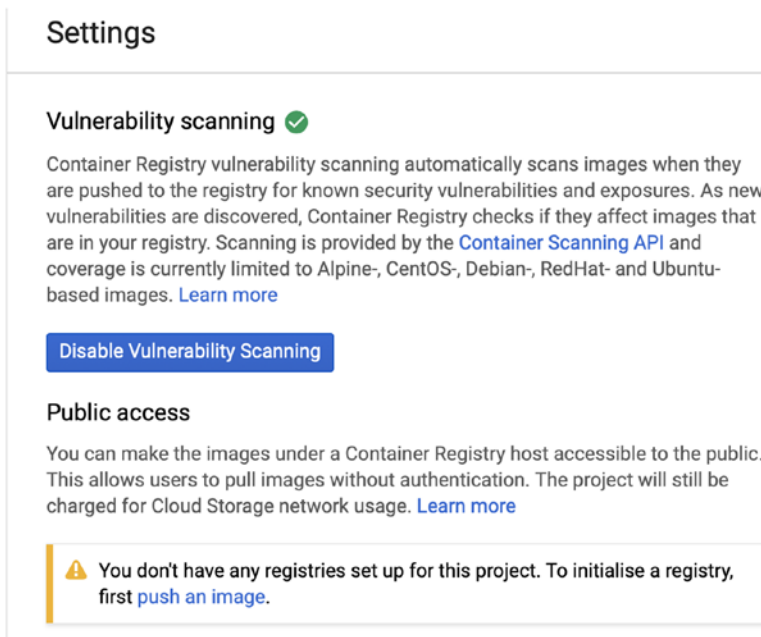 Settings
Vulnerability scanning
Container Registry vulnerability scanning automatically scans images when they
are pushed to the registry for known security vulnerabilities and exposures. As new
vulnerabilities are discovered, Container Registry checks if they affect images that
are in your registry. Scanning is provided by the Container Scanning API and
coverage is currently limited to Alpine-, CentOS-, Debian-, RedHat- and Ubuntu-
based images. Learn more
Disable Vulnerability Scanning
Public access
You can make the images under a Container Registry host accessible to the public.
This allows users to pull images without authentication. The project will still be
charged for Cloud Storage network usage. Learn more
You don't have any registries set up for this project. To initialise a registry,
first push an image.